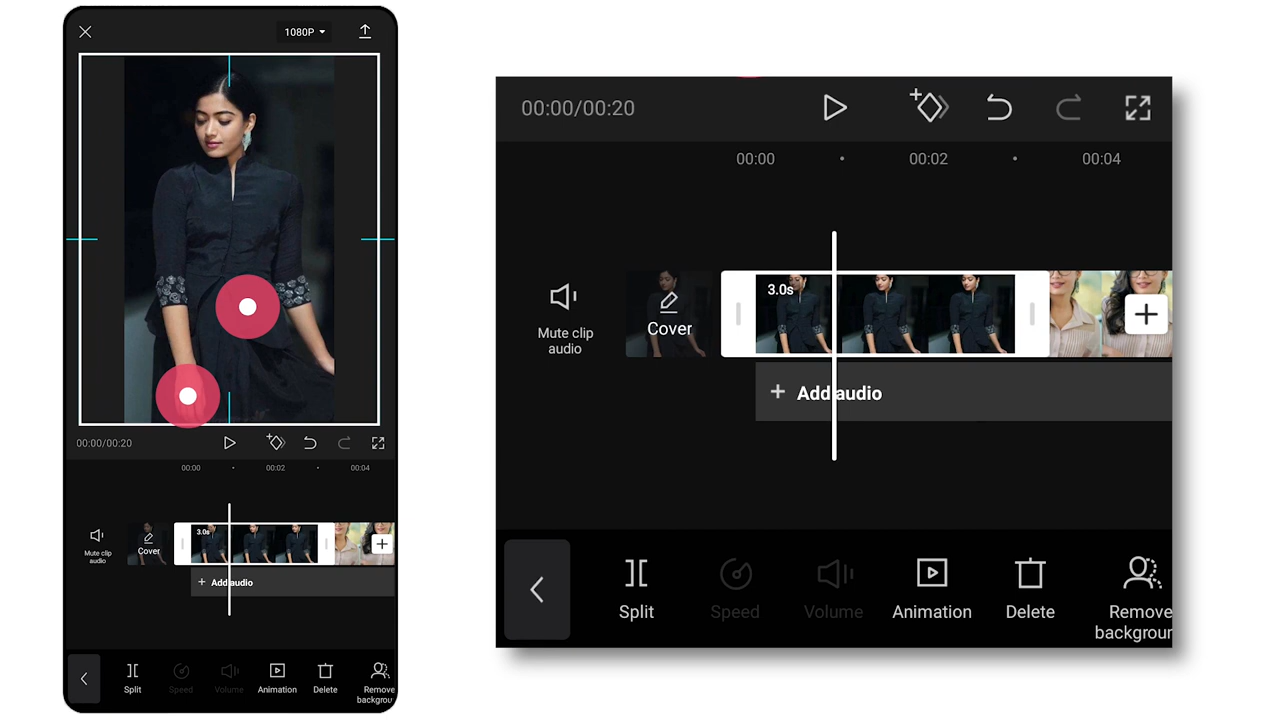 1080P
00:00/00:20
00:00
00:02
00:04
3.0s
Mute clip
audio
Cover
+ Add audio
Split
Speed
Volume
Animation
Delete
Remove
backgrou
00:00/00:20
00:00
00:02
00:04
3.0s
Mute clip
audio
Cover
+ Add audio
Split
Speed
Volume
Animation
Delete
Remove
backgroun